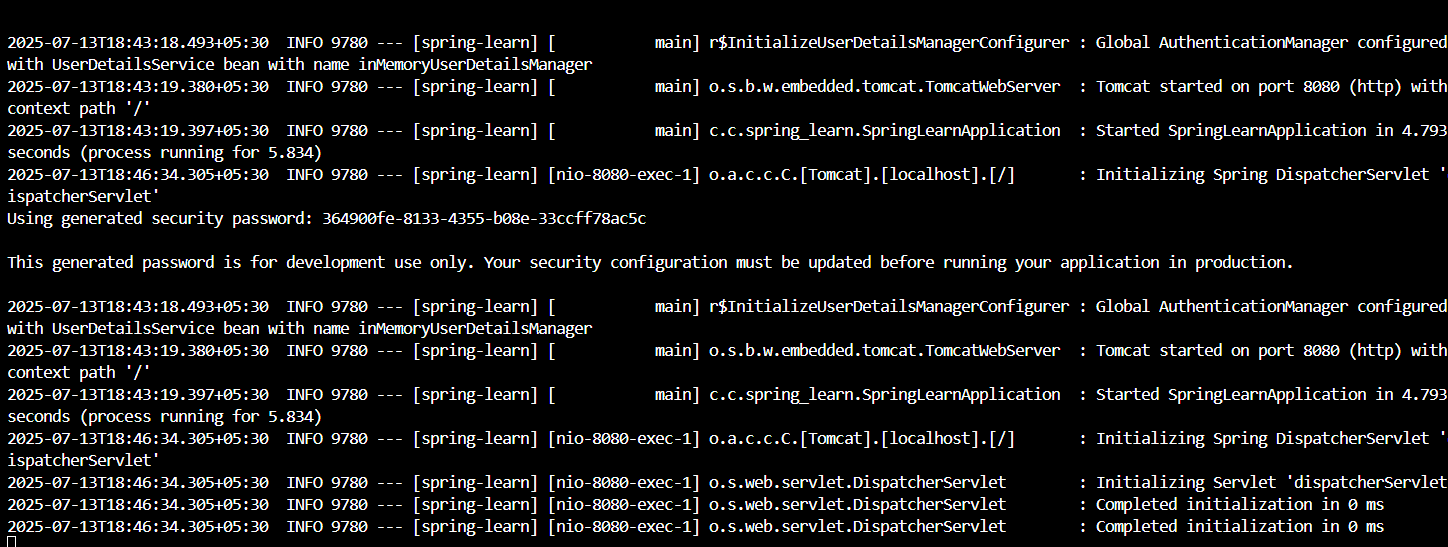 2025-07-13T18:43:18.493+05:30  INFO 9780 --- [spring-learn] [           main] r$InitializeUserDetailsManagerConfigurer : Global AuthenticationManager configured
with UserDetailsService bean with name inMemoryUserDetailsManager
2025-07-13T18:43:19.380+05:30  INFO 9780 --- [spring-learn] [           main] o.s.b.w.embedded.tomcat.TomcatWebServer  : Tomcat started on port 8080 (http) with
context path '/'
2025-07-13T18:43:19.397+05:30  INFO 9780 --- [spring-learn] [           main] c.c.spring_learn.SpringLearnApplication  : Started SpringLearnApplication in 4.793
seconds (process running for 5.834)
2025-07-13T18:46:34.305+05:30  INFO 9780 --- [spring-learn] [nio-8080-exec-1] o.a.c.c.C.[Tomcat].[localhost].[/]       : Initializing Spring DispatcherServlet '
ispatcherServlet'
Using generated security password: 364900fe-8133-4355-b08e-33ccff78ac5c
This generated password is for development use only. Your security configuration must be updated before running your application in production.
2025-07-13T18:43:18.493+05:30  INFO 9780 --- [spring-learn] [           main] r$InitializeUserDetailsManagerConfigurer : Global AuthenticationManager configured
with UserDetailsService bean with name inMemoryUserDetailsManager
2025-07-13T18:43:19.380+05:30  INFO 9780 --- [spring-learn] [           main] o.s.b.w.embedded.tomcat.TomcatWebServer  : Tomcat started on port 8080 (http) with
context path '/'
2025-07-13T18:43:19.397+05:30  INFO 9780 --- [spring-learn] [           main] c.c.spring_learn.SpringLearnApplication  : Started SpringLearnApplication in 4.793
seconds (process running for 5.834)
2025-07-13T18:46:34.305+05:30  INFO 9780 --- [spring-learn] [nio-8080-exec-1] o.a.c.c.C.[Tomcat].[localhost].[/]       : Initializing Spring DispatcherServlet '
ispatcherServlet'
2025-07-13T18:46:34.305+05:30  INFO 9780 --- [spring-learn] [nio-8080-exec-1] o.s.web.servlet.DispatcherServlet        : Initializing Servlet 'dispatcherServlet
2025-07-13T18:46:34.305+05:30  INFO 9780 --- [spring-learn] [nio-8080-exec-1] o.s.web.servlet.DispatcherServlet        : Completed initialization in 0 ms
2025-07-13T18:46:34.305+05:30  INFO 9780 --- [spring-learn] [nio-8080-exec-1] o.s.web.servlet.DispatcherServlet        : Completed initialization in 0 ms